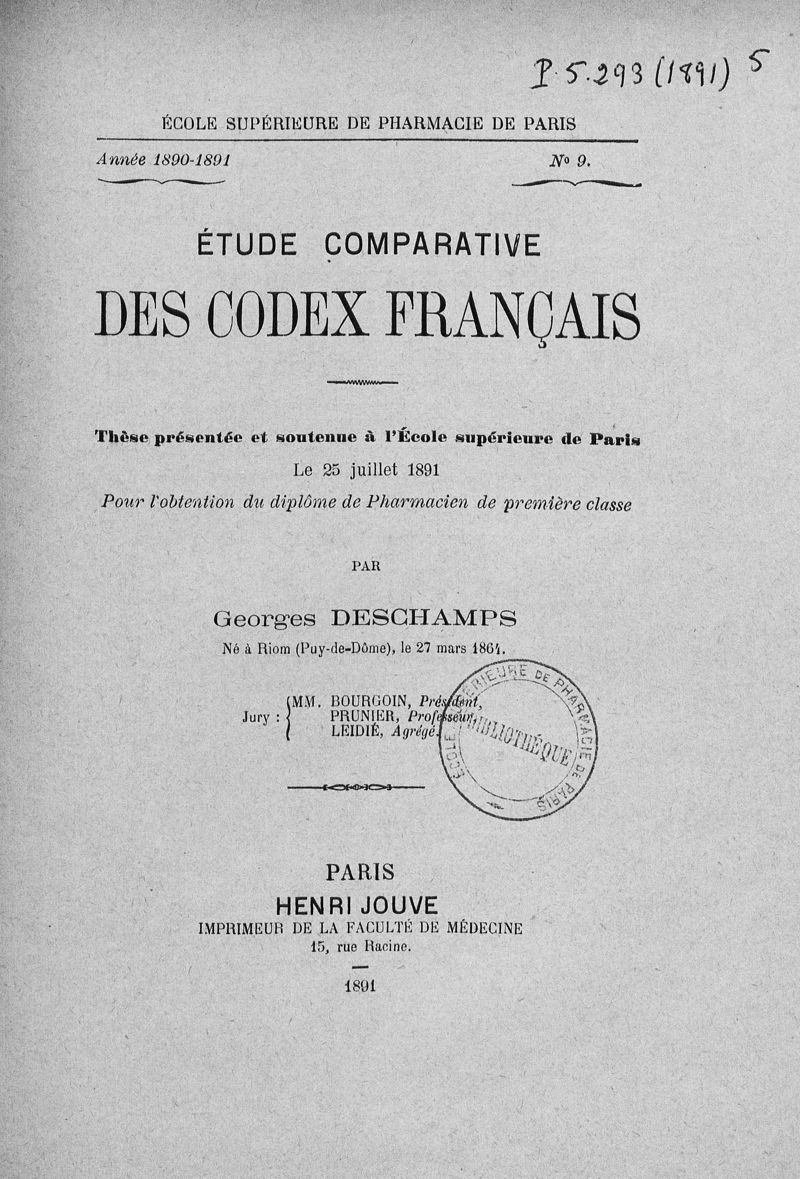 P. 5.293 (1891) 5
ÉCOLE SUPÉRIEURE DE PHARMACIE DE PARIS
Année 1890-1891
No 9.
ÉTUDE COMPARATIVE
DES CODEX FRANÇAIS
Thèse présentée et soutenue à l'École supérieure de Paris
Le 25 juillet 1891
Pour l'obtention du diplôme de Pharmacien de première classe
PAR
Georges DESCHAMPS
Né à Riom (Puy-de-Dôme), le 27 mars 1864.
Jury :
MM. BOURGOIN, Président,
PRUNIER, Professeur,
LEIDIÉ, Agrégé.
ÉCOLE SUPÉRIEURE DE PHARMACIE DE PARIS
BIBLIOTHÈQUE
PARIS
HENRI JOUVE
IMPRIMEUR DE LA FACULTÉ DE MÉDECINE
15, rue Racine.
1891